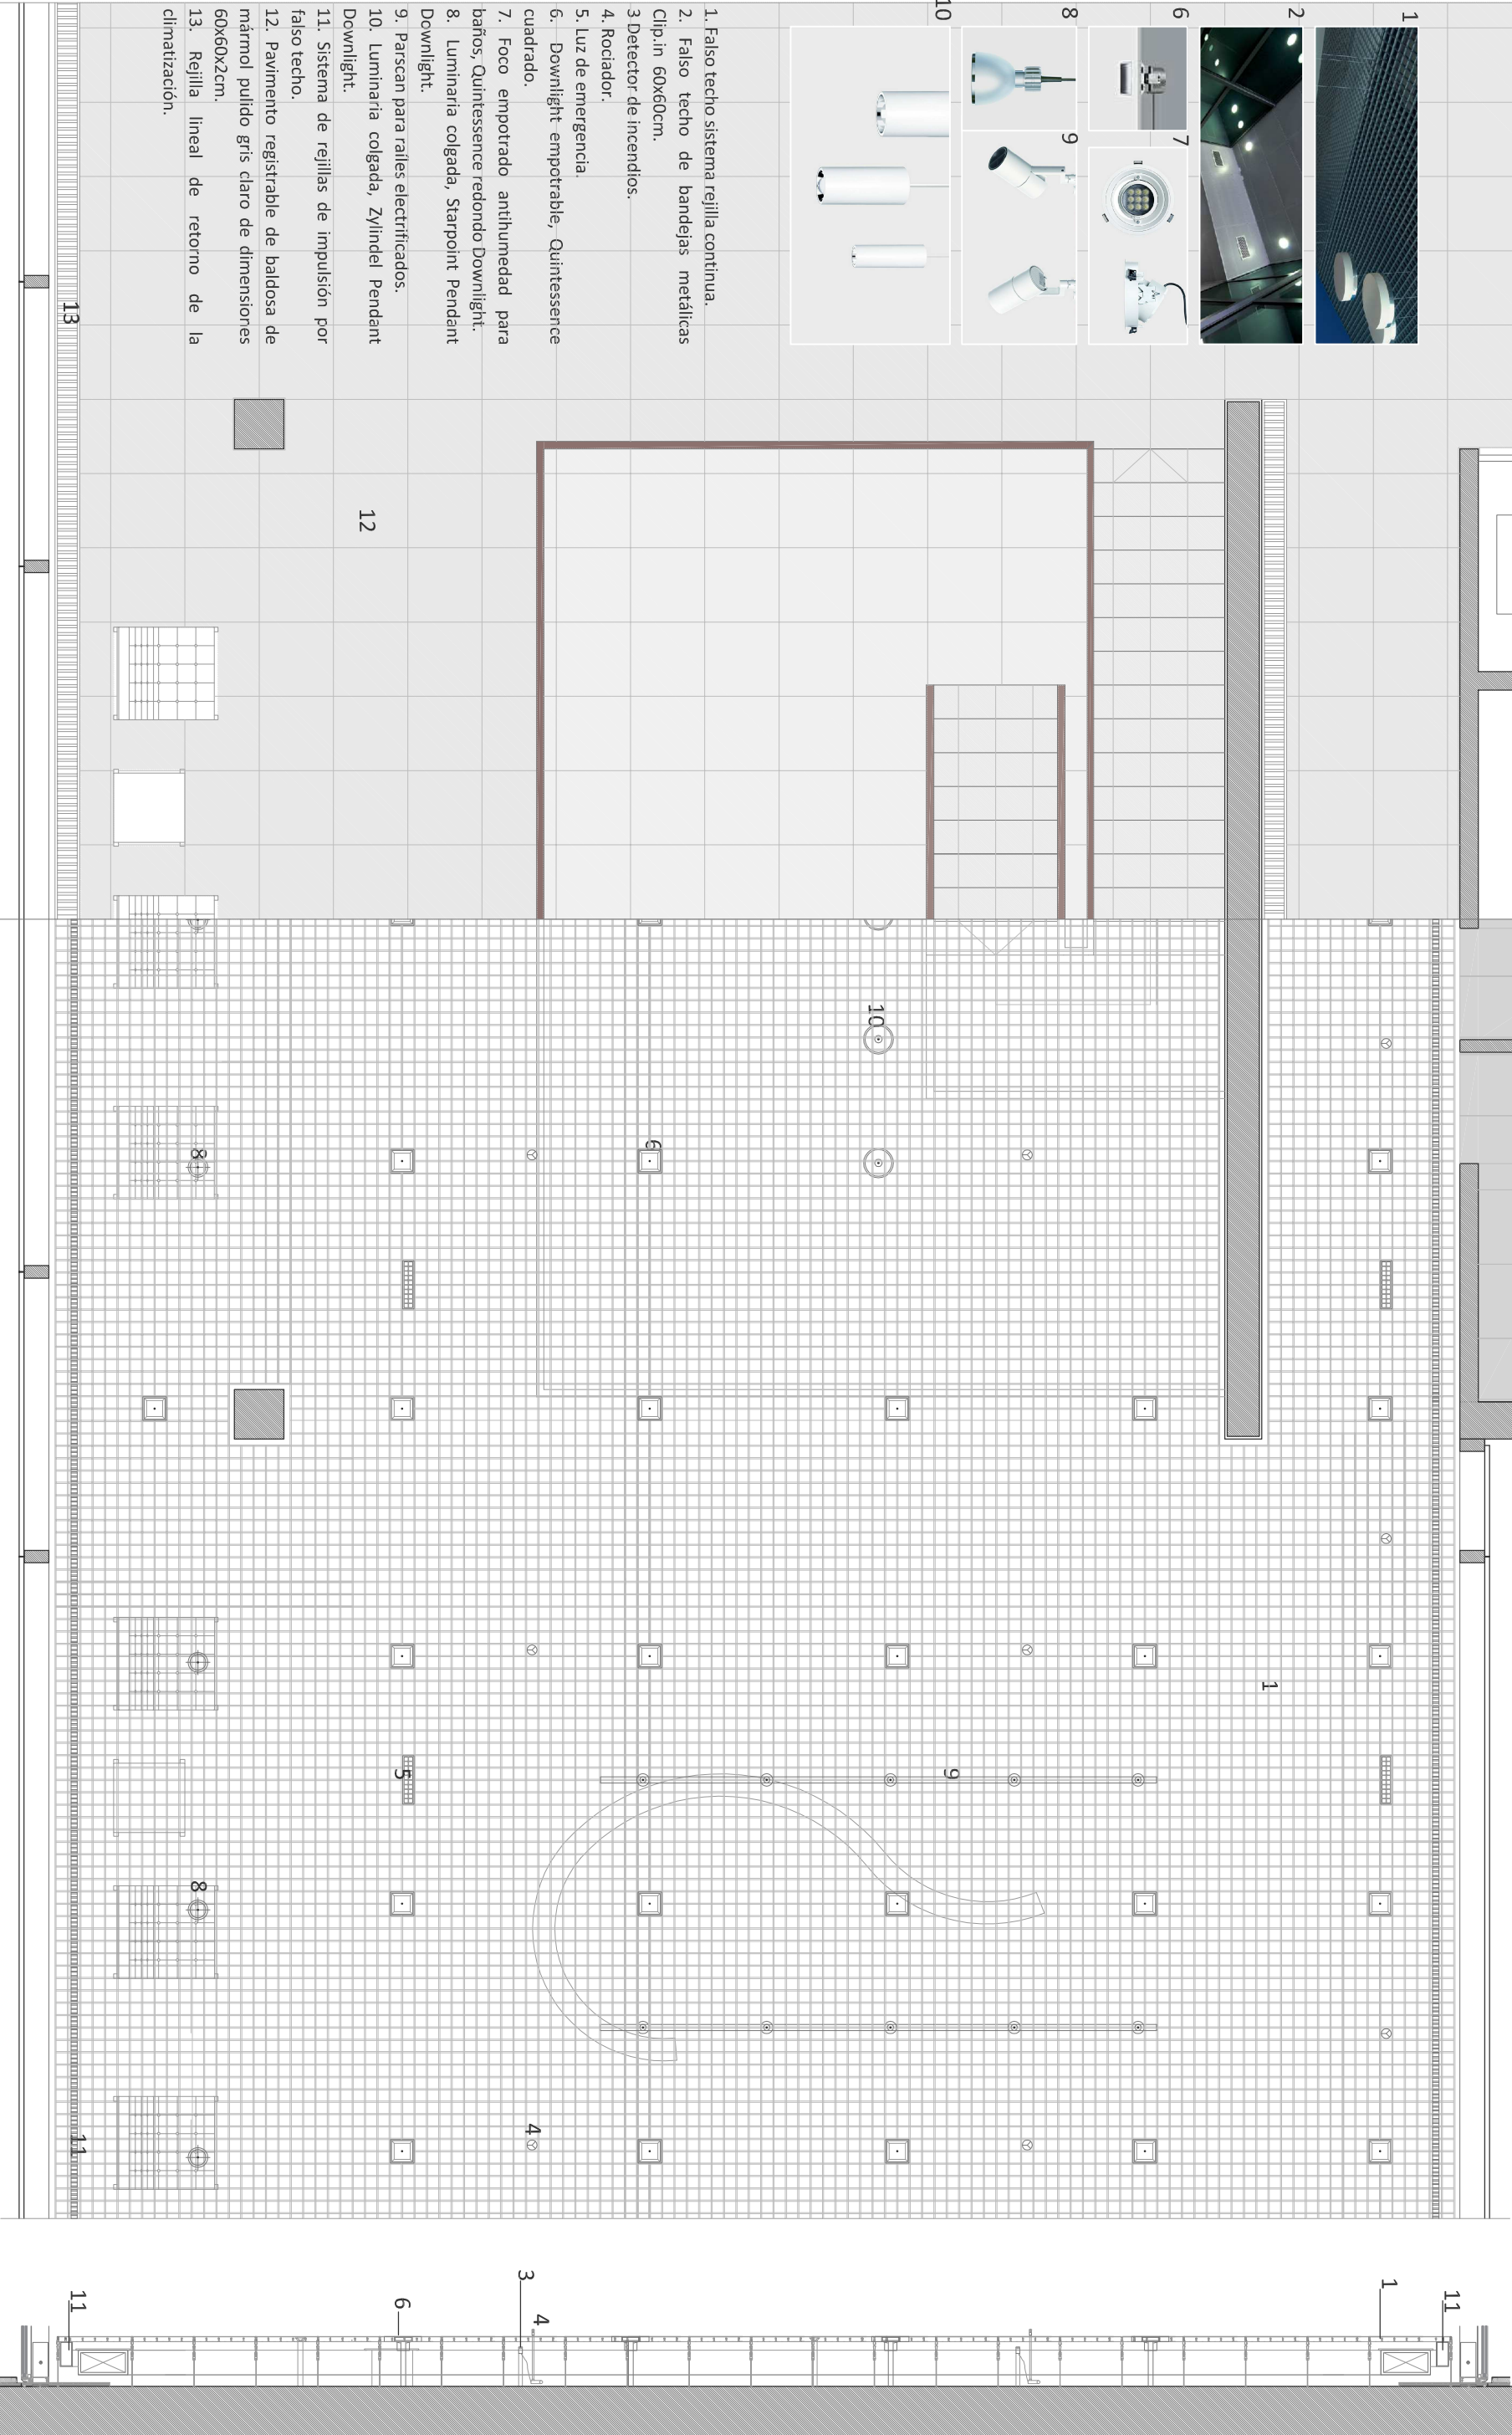 1. Falso techo sistema rejilla continua.
2. Falso techo de bandejas metálicas
Clip.in 60x60cm.
3 Detector de incendios.
4. Rociador.
5. Luz de emergencia.
6. Downlight empotrable, Quintessence
cuadrado.
7. Foco empotrado antihumedad para
baños, Quintessence redondo Downlight.
8. Luminaria colgada, Starpoint Pendant
Downlight.
9. Parscan para raíles electrificados.
10. Luminaria colgada, Zylindel Pendant
Downlight.
11. Sistema de rejillas de impulsión por
falso techo.
12. Pavimento registrable de baldosa de
mármol pulido gris claro de dimensiones
60x60x2cm.
13. Rejilla lineal de retorno de la
climatización.
1
2
6
7
8
9
10
13
12
10
6
8
1
9
5
8
4
11
11
1
3
4
6
11